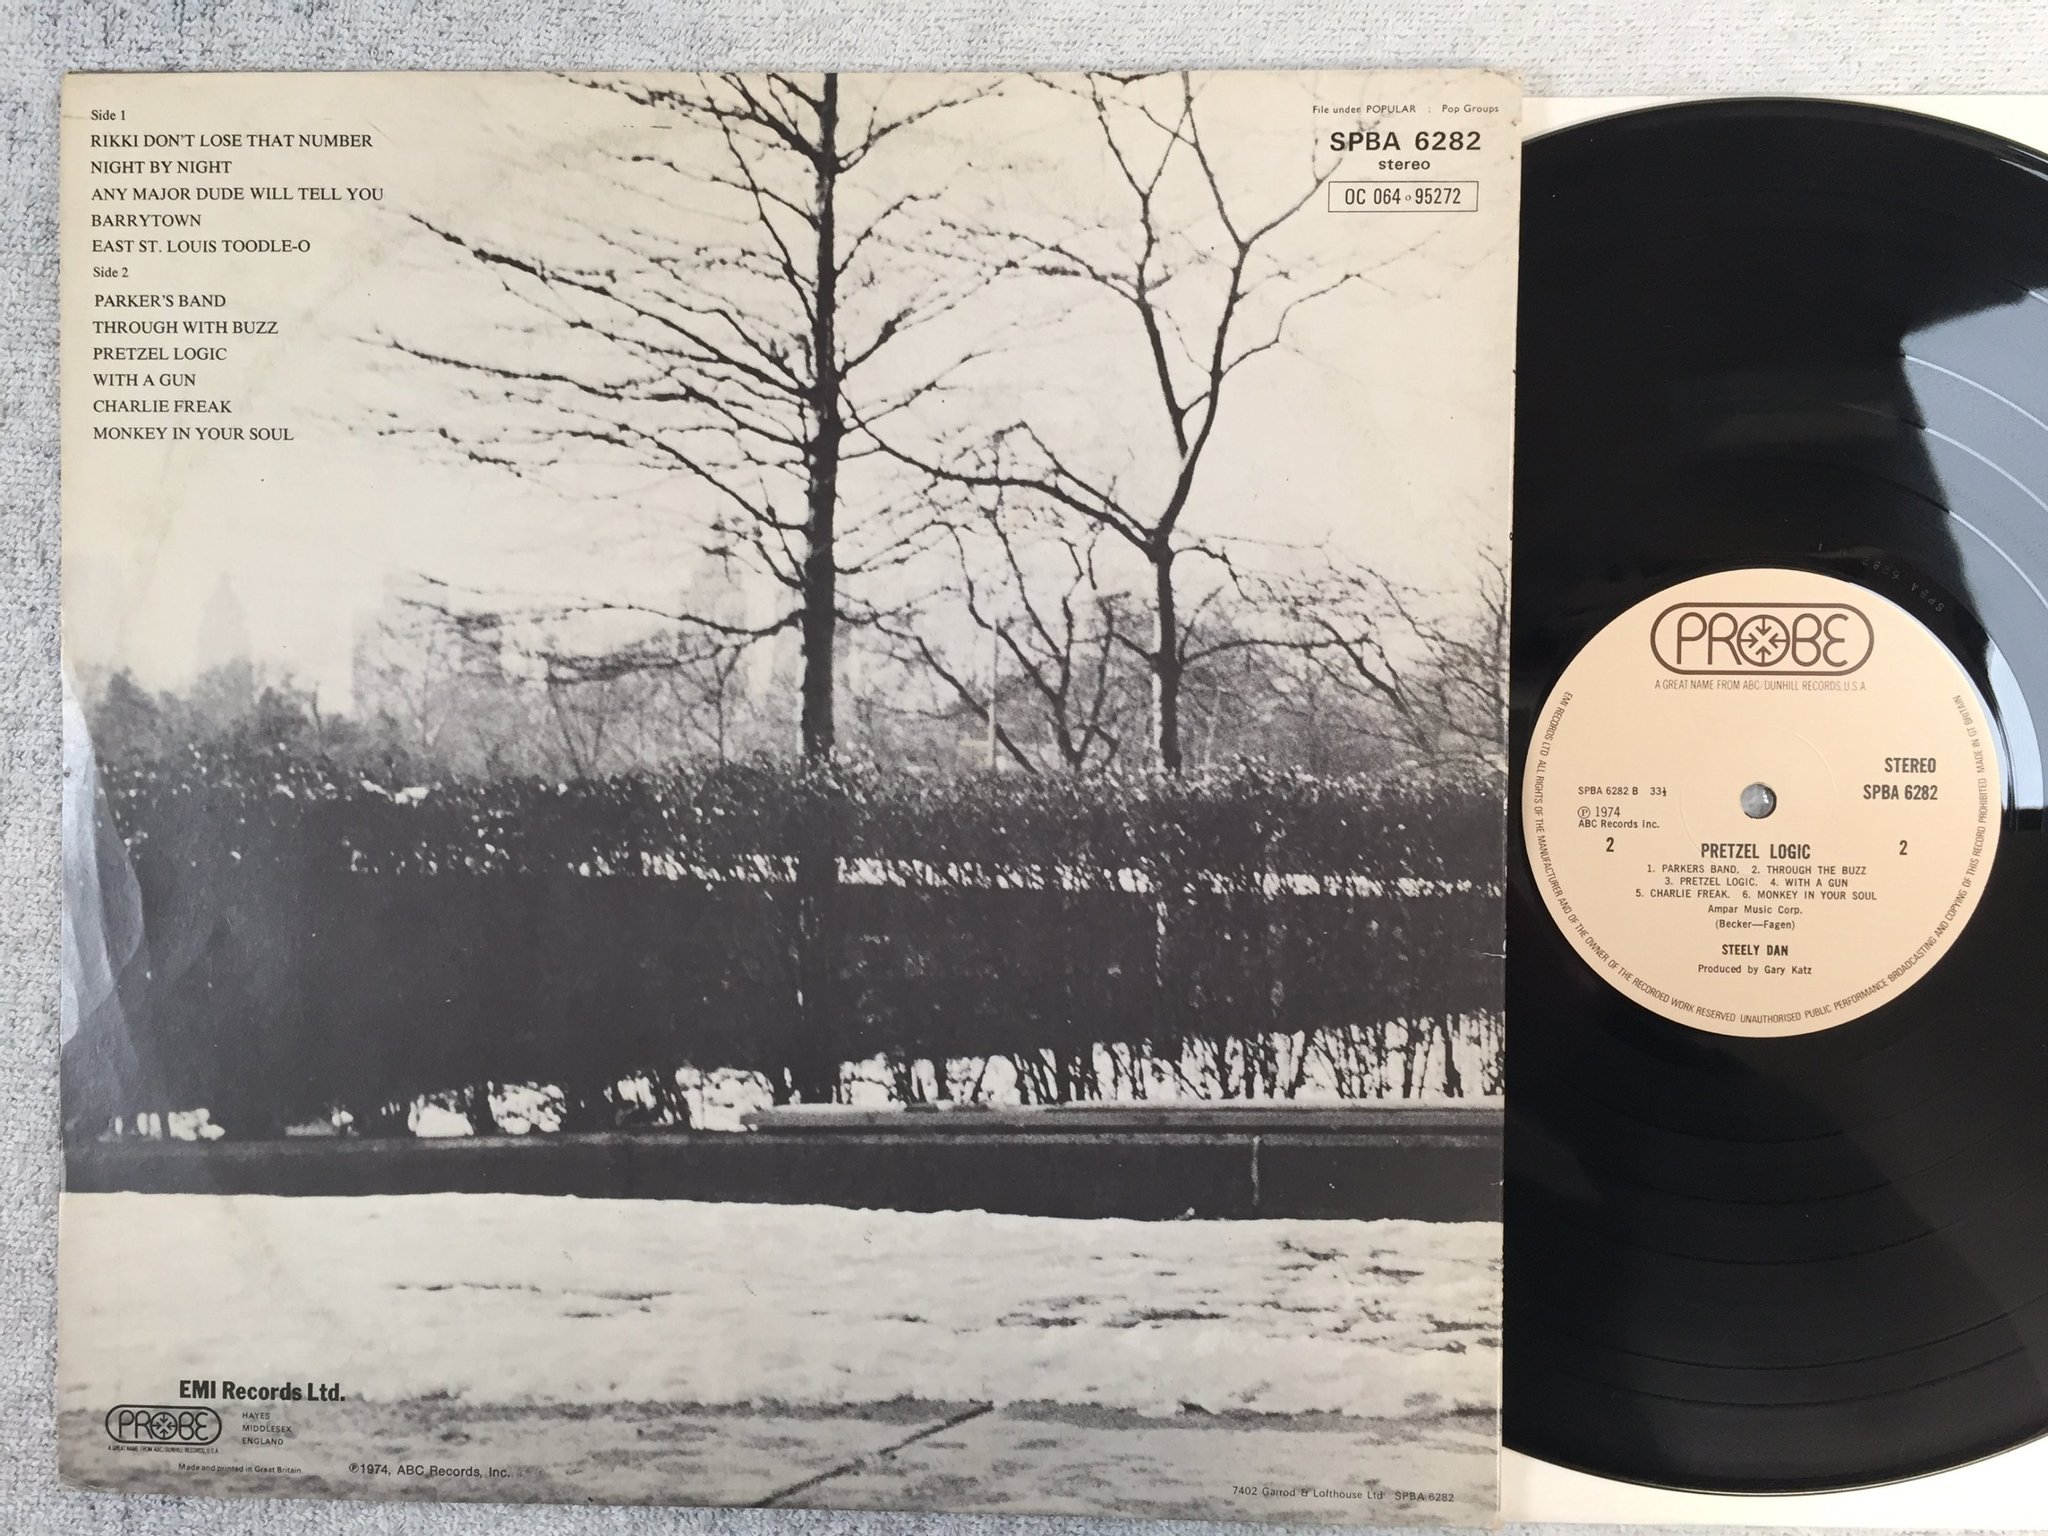 Side 1
RIKKI DON'T LOSE THAT NUMBER
NIGHT BY NIGHT
ANY MAJOR DUDE WILL TELL YOU
BARRYTOWN
EAST ST. LOUIS TOODLE-O
Side 2
PARKER'S BAND
THROUGH WITH BUZZ
PRETZEL LOGIC
WITH A GUN
CHARLIE FREAK
MONKEY IN YOUR SOUL
File under POPULAR : Pop Groups
SPBA 6282
stereo
OC 064 o 95272
EMI Records Ltd.
PROBE
A GREAT NAME FROM ABC/DUNHILL RECORDS, U.S.A.
HAYES
MIDDLESEX
ENGLAND
Made and printed in Great Britain
℗1974, ABC Records, Inc.
7402 Garrod & Lofthouse Ltd SPBA 6282
SPBA 6282
PROBE
A GREAT NAME FROM ABC/DUNHILL RECORDS, U.S.A.
EMI RECORDS LTD ALL RIGHTS OF THE MANUFACTURER AND OF THE OWNER OF THE RECORDED WORK RESERVED UNAUTHORISED PUBLIC PERFORMANCE BROADCASTING AND COPYING OF THIS RECORD PROHIBITED MADE IN GT BRITAIN
STEREO
SPBA 6282
SPBA 6282 B 33⅓
℗ 1974
ABC Records Inc.
2 PRETZEL LOGIC 2
1. PARKERS BAND. 2. THROUGH THE BUZZ
3. PRETZEL LOGIC. 4. WITH A GUN
5. CHARLIE FREAK. 6. MONKEY IN YOUR SOUL
Ampar Music Corp.
(Becker—Fagen)
STEELY DAN
Produced by Gary Katz